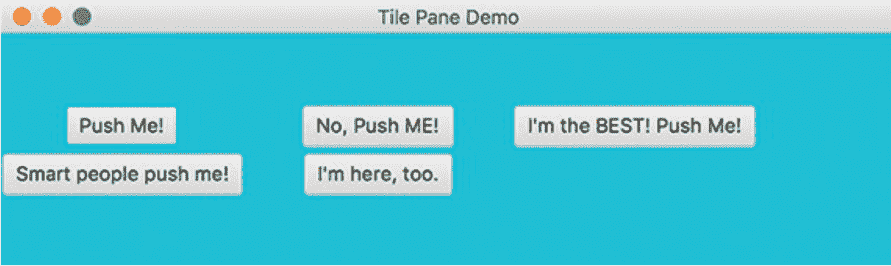 Tile Pane Demo
Push Me! No, Push ME! I'm the BEST! Push Me!
Smart people push me! I'm here, too.